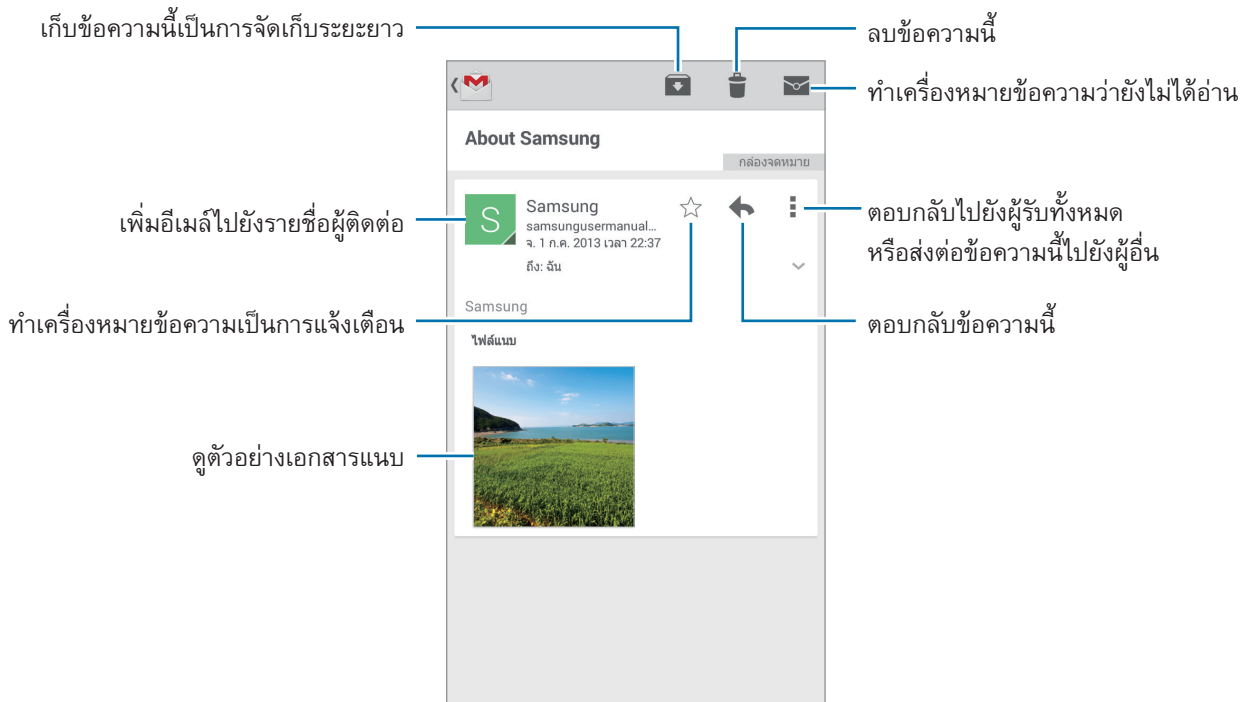 เก็บข้อความนี้เป็นการจัดเก็บระยะยาว
ลบข้อความนี้
ทำเครื่องหมายข้อความว่ายังไม่ได้อ่าน
About Samsung
กล่องจดหมาย
เพิ่มอีเมล์ไปยังรายชื่อผู้ติดต่อ
S
Samsung
samsungusermanual...
จ. 1 ก.ค. 2013 เวลา 22:37
ถึง: ฉัน
ตอบกลับไปยังผู้รับทั้งหมด
หรือส่งต่อข้อความนี้ไปยังผู้อื่น
Samsung
ทำเครื่องหมายข้อความเป็นการแจ้งเตือน
ตอบกลับข้อความนี้
ไฟล์แนบ
ดูตัวอย่างเอกสารแนบ